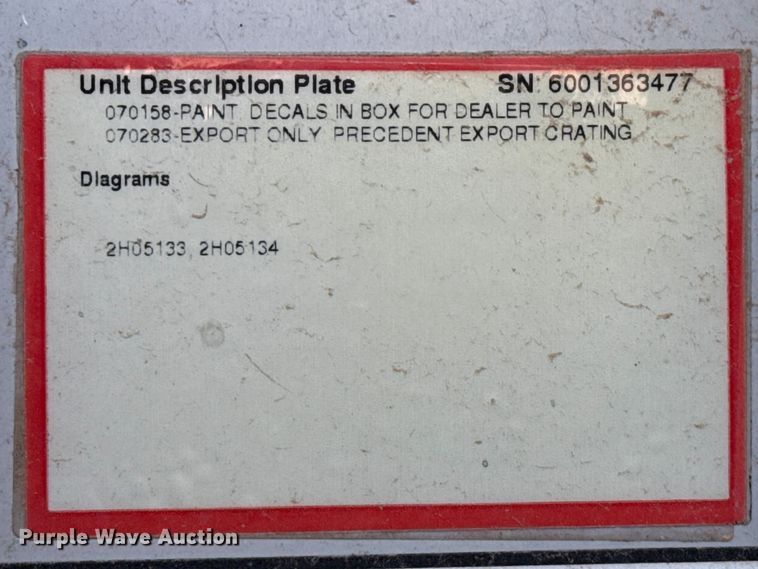 Unit Description Plate SN: 6001363477
070158-PAINT DECALS IN BOX FOR DEALER TO PAINT
070283-EXPORT ONLY PRECEDENT EXPORT CRATING
Diagrams
2H05133, 2H05134
Purple Wave Auction